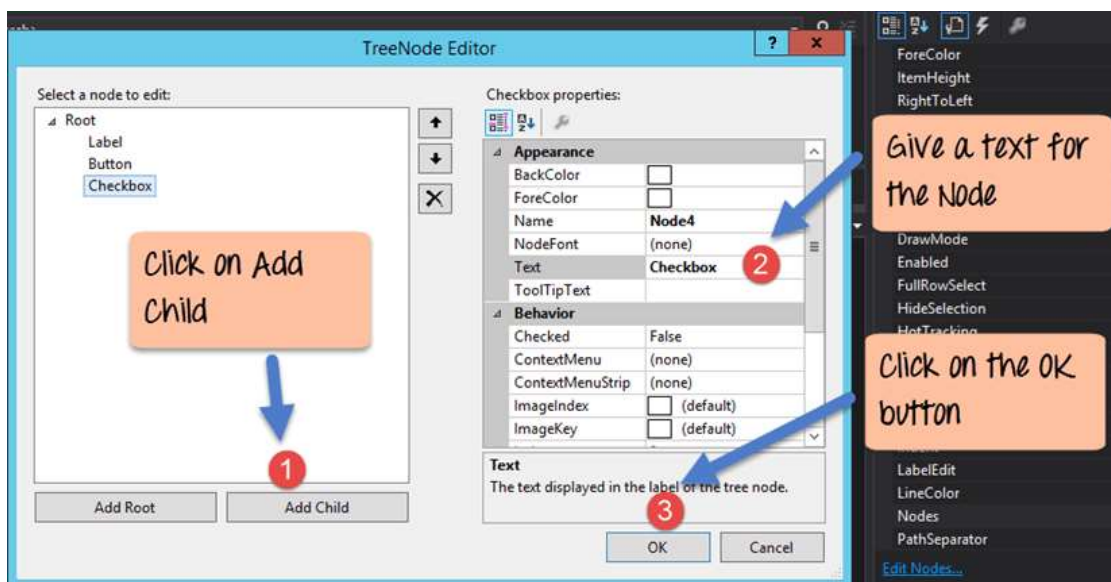 TreeNode Editor
?
x
Select a node to edit:
Root
Label
Button
Checkbox
Click on Add
Child
1
Add Root
Add Child
Checkbox properties:
Appearance
BackColor
ForeColor
Name Node4
NodeFont (none)
Text Checkbox
2
ToolTipText
Behavior
Checked False
ContextMenu (none)
ContextMenuStrip (none)
ImageIndex (default)
ImageKey (default)
Text
The text displayed in the label of the tree node.
3
OK
Cancel
ForeColor
ItemHeight
RightToLeft
Give a text for
the Node
DrawMode
Enabled
FullRowSelect
HideSelection
HotTracking
Click on the OK
button
LabelEdit
LineColor
Nodes
PathSeparator
Edit Nodes...